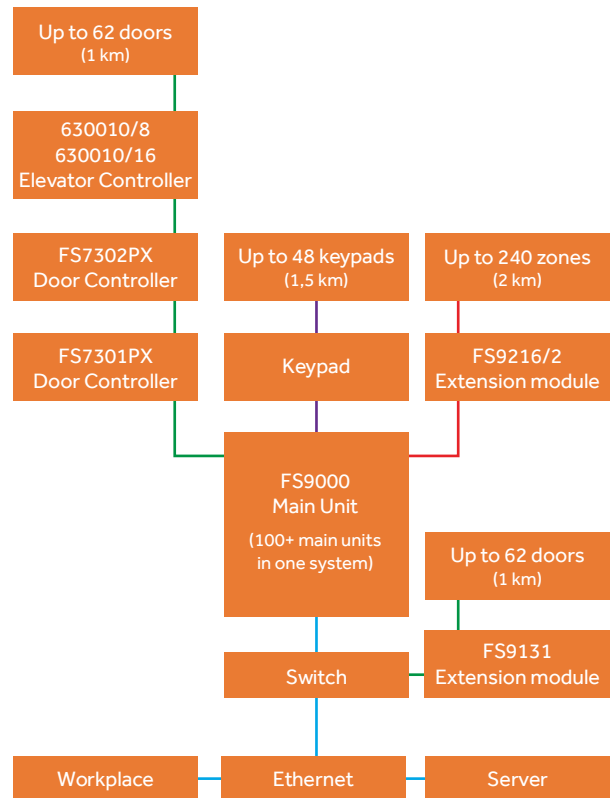 Up to 62 doors
(1 km)
630010/8
630010/16
Elevator Controller
FS7302PX
Door Controller
Up to 48 keypads
(1,5 km)
Up to 240 zones
(2 km)
FS7301PX
Door Controller
Keypad
FS9216/2
Extension module
FS9000
Main Unit
(100+ main units
in one system)
Up to 62 doors
(1 km)
Switch
FS9131
Extension module
Workplace
Ethernet
Server